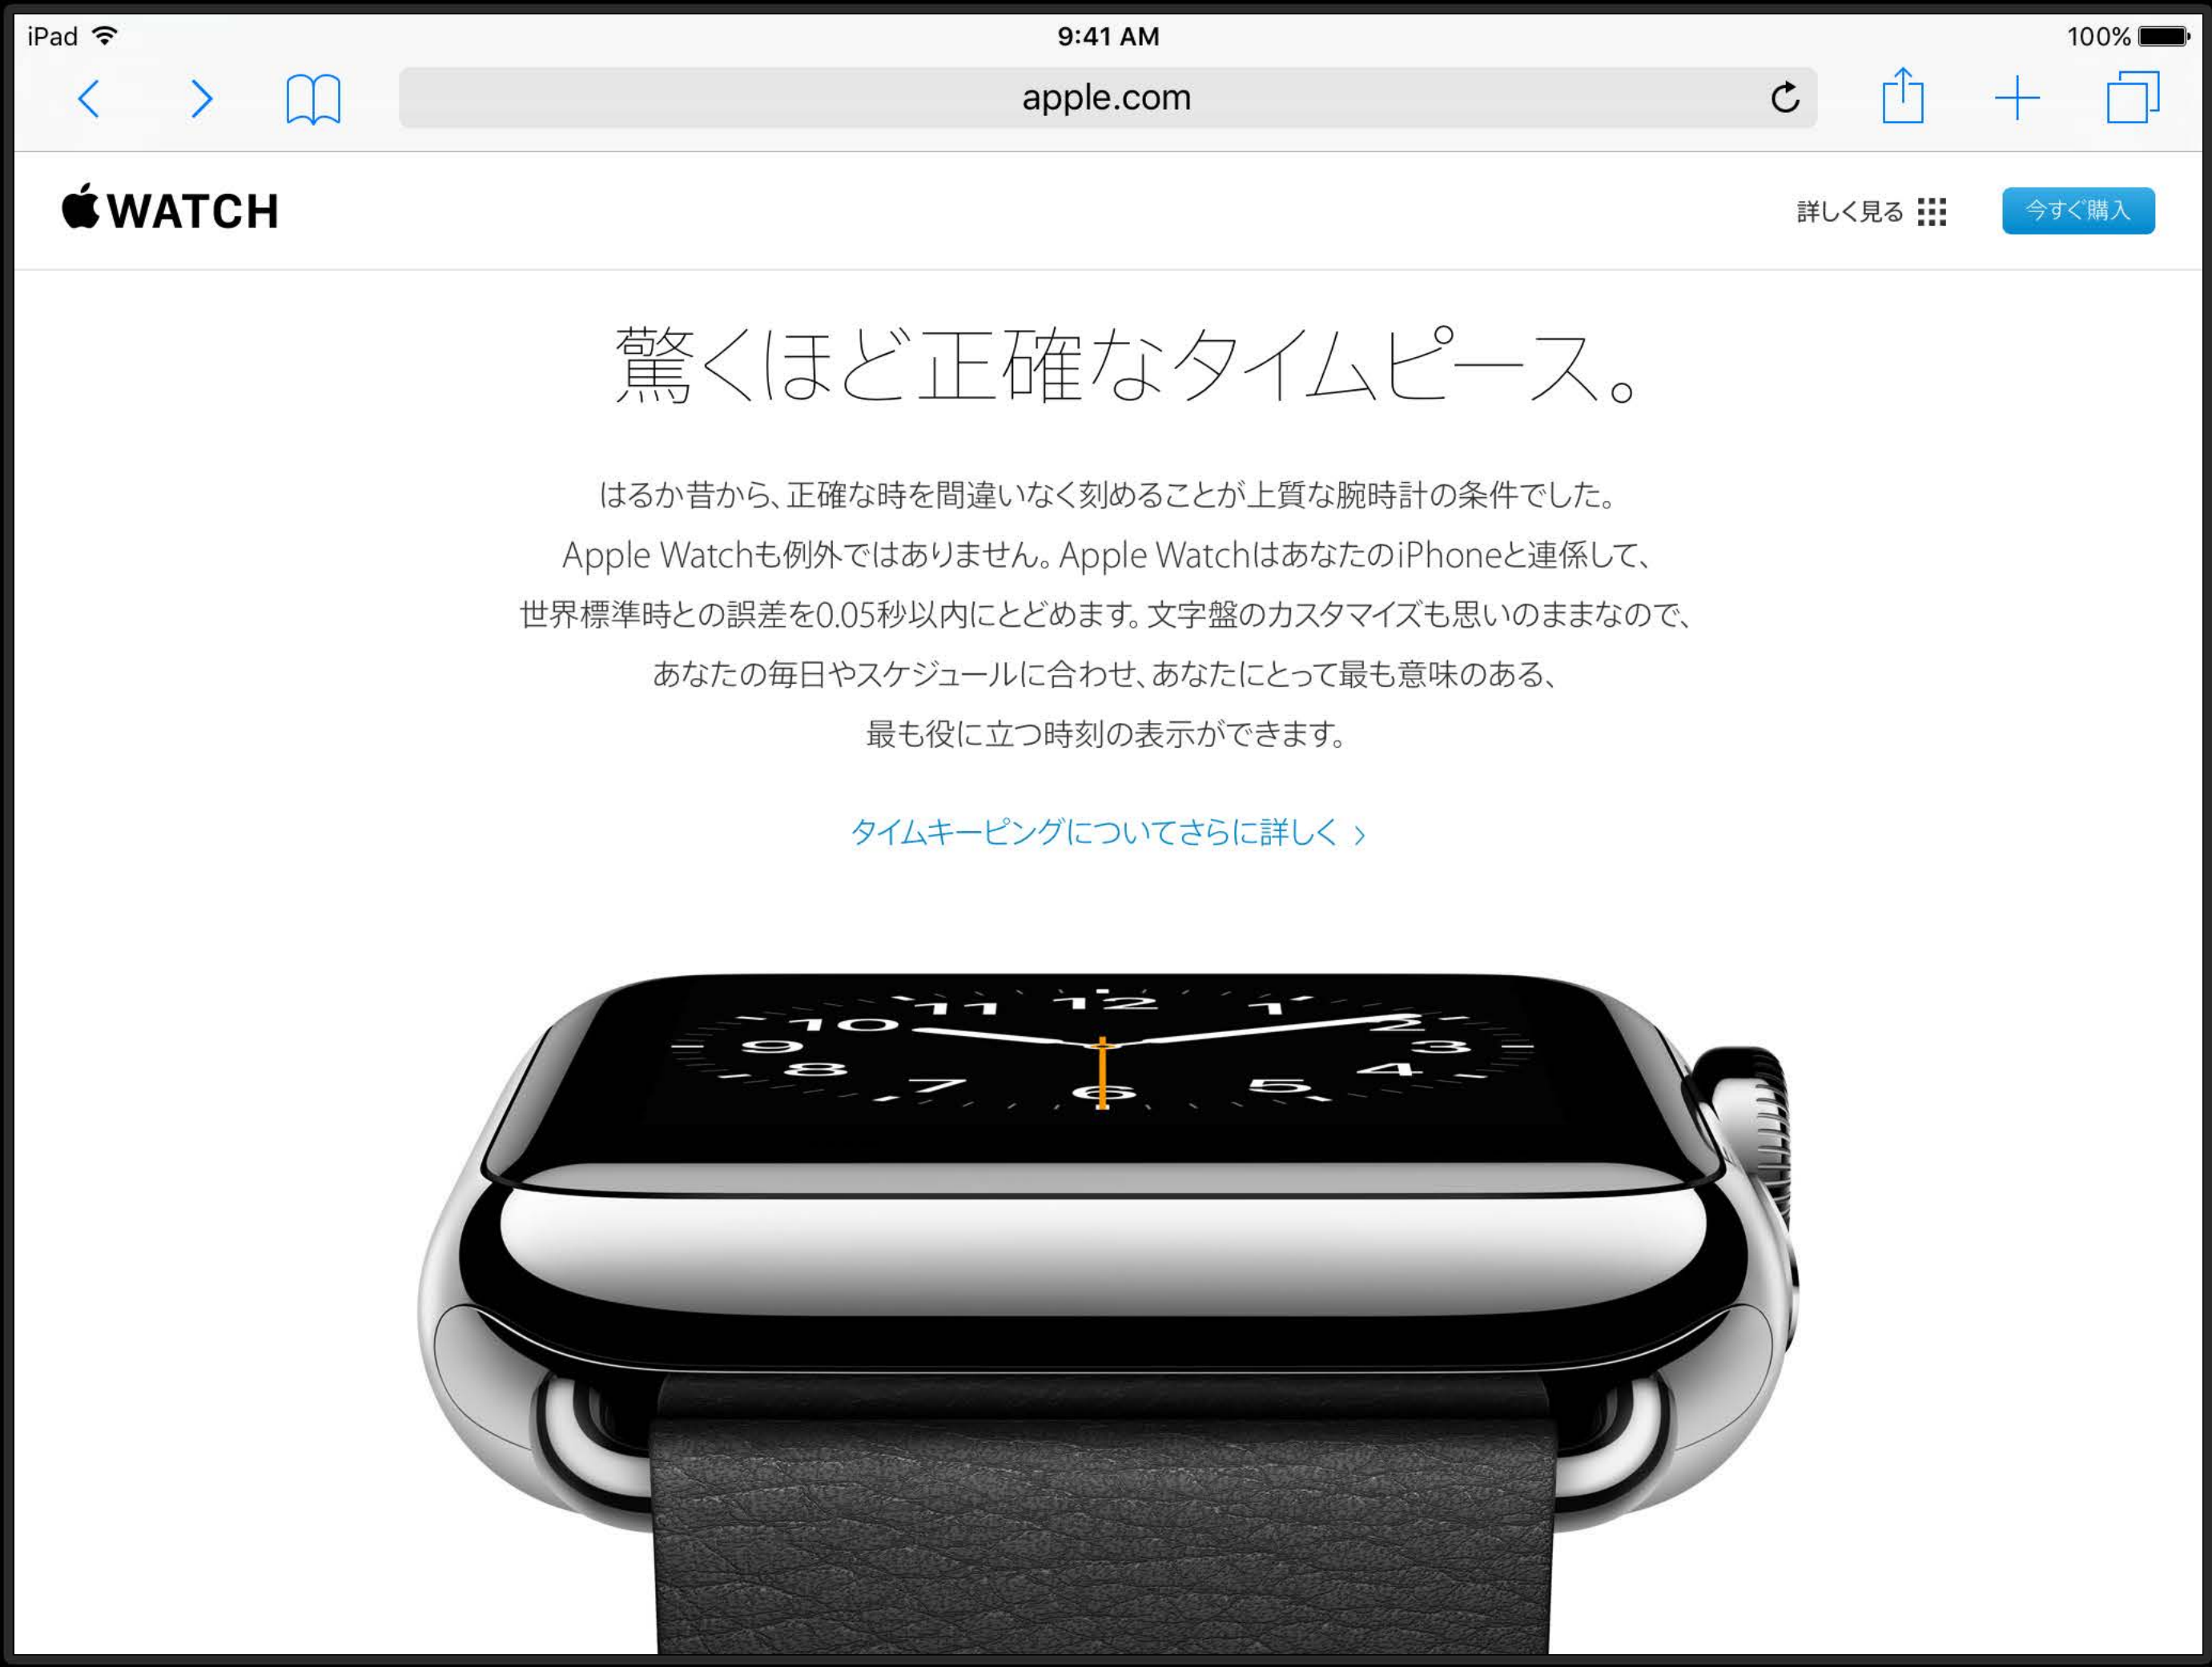 iPad
9:41 AM
100%
apple.com
WATCH
詳しく見る
今すぐ購入
驚くほど正確なタイムピース。
はるか昔から、正確な時を間違いなく刻めることが上質な腕時計の条件でした。
Apple Watchも例外ではありません。Apple WatchはあなたのiPhoneと連係して、
世界標準時との誤差を0.05秒以内にとどめます。文字盤のカスタマイズも思いのままなので、
あなたの毎日やスケジュールに合わせ、あなたにとって最も意味のある、
最も役に立つ時刻の表示ができます。
タイムキーピングについてさらに詳しく
11 12 1
10 2
9 3
8 4
7 6 5